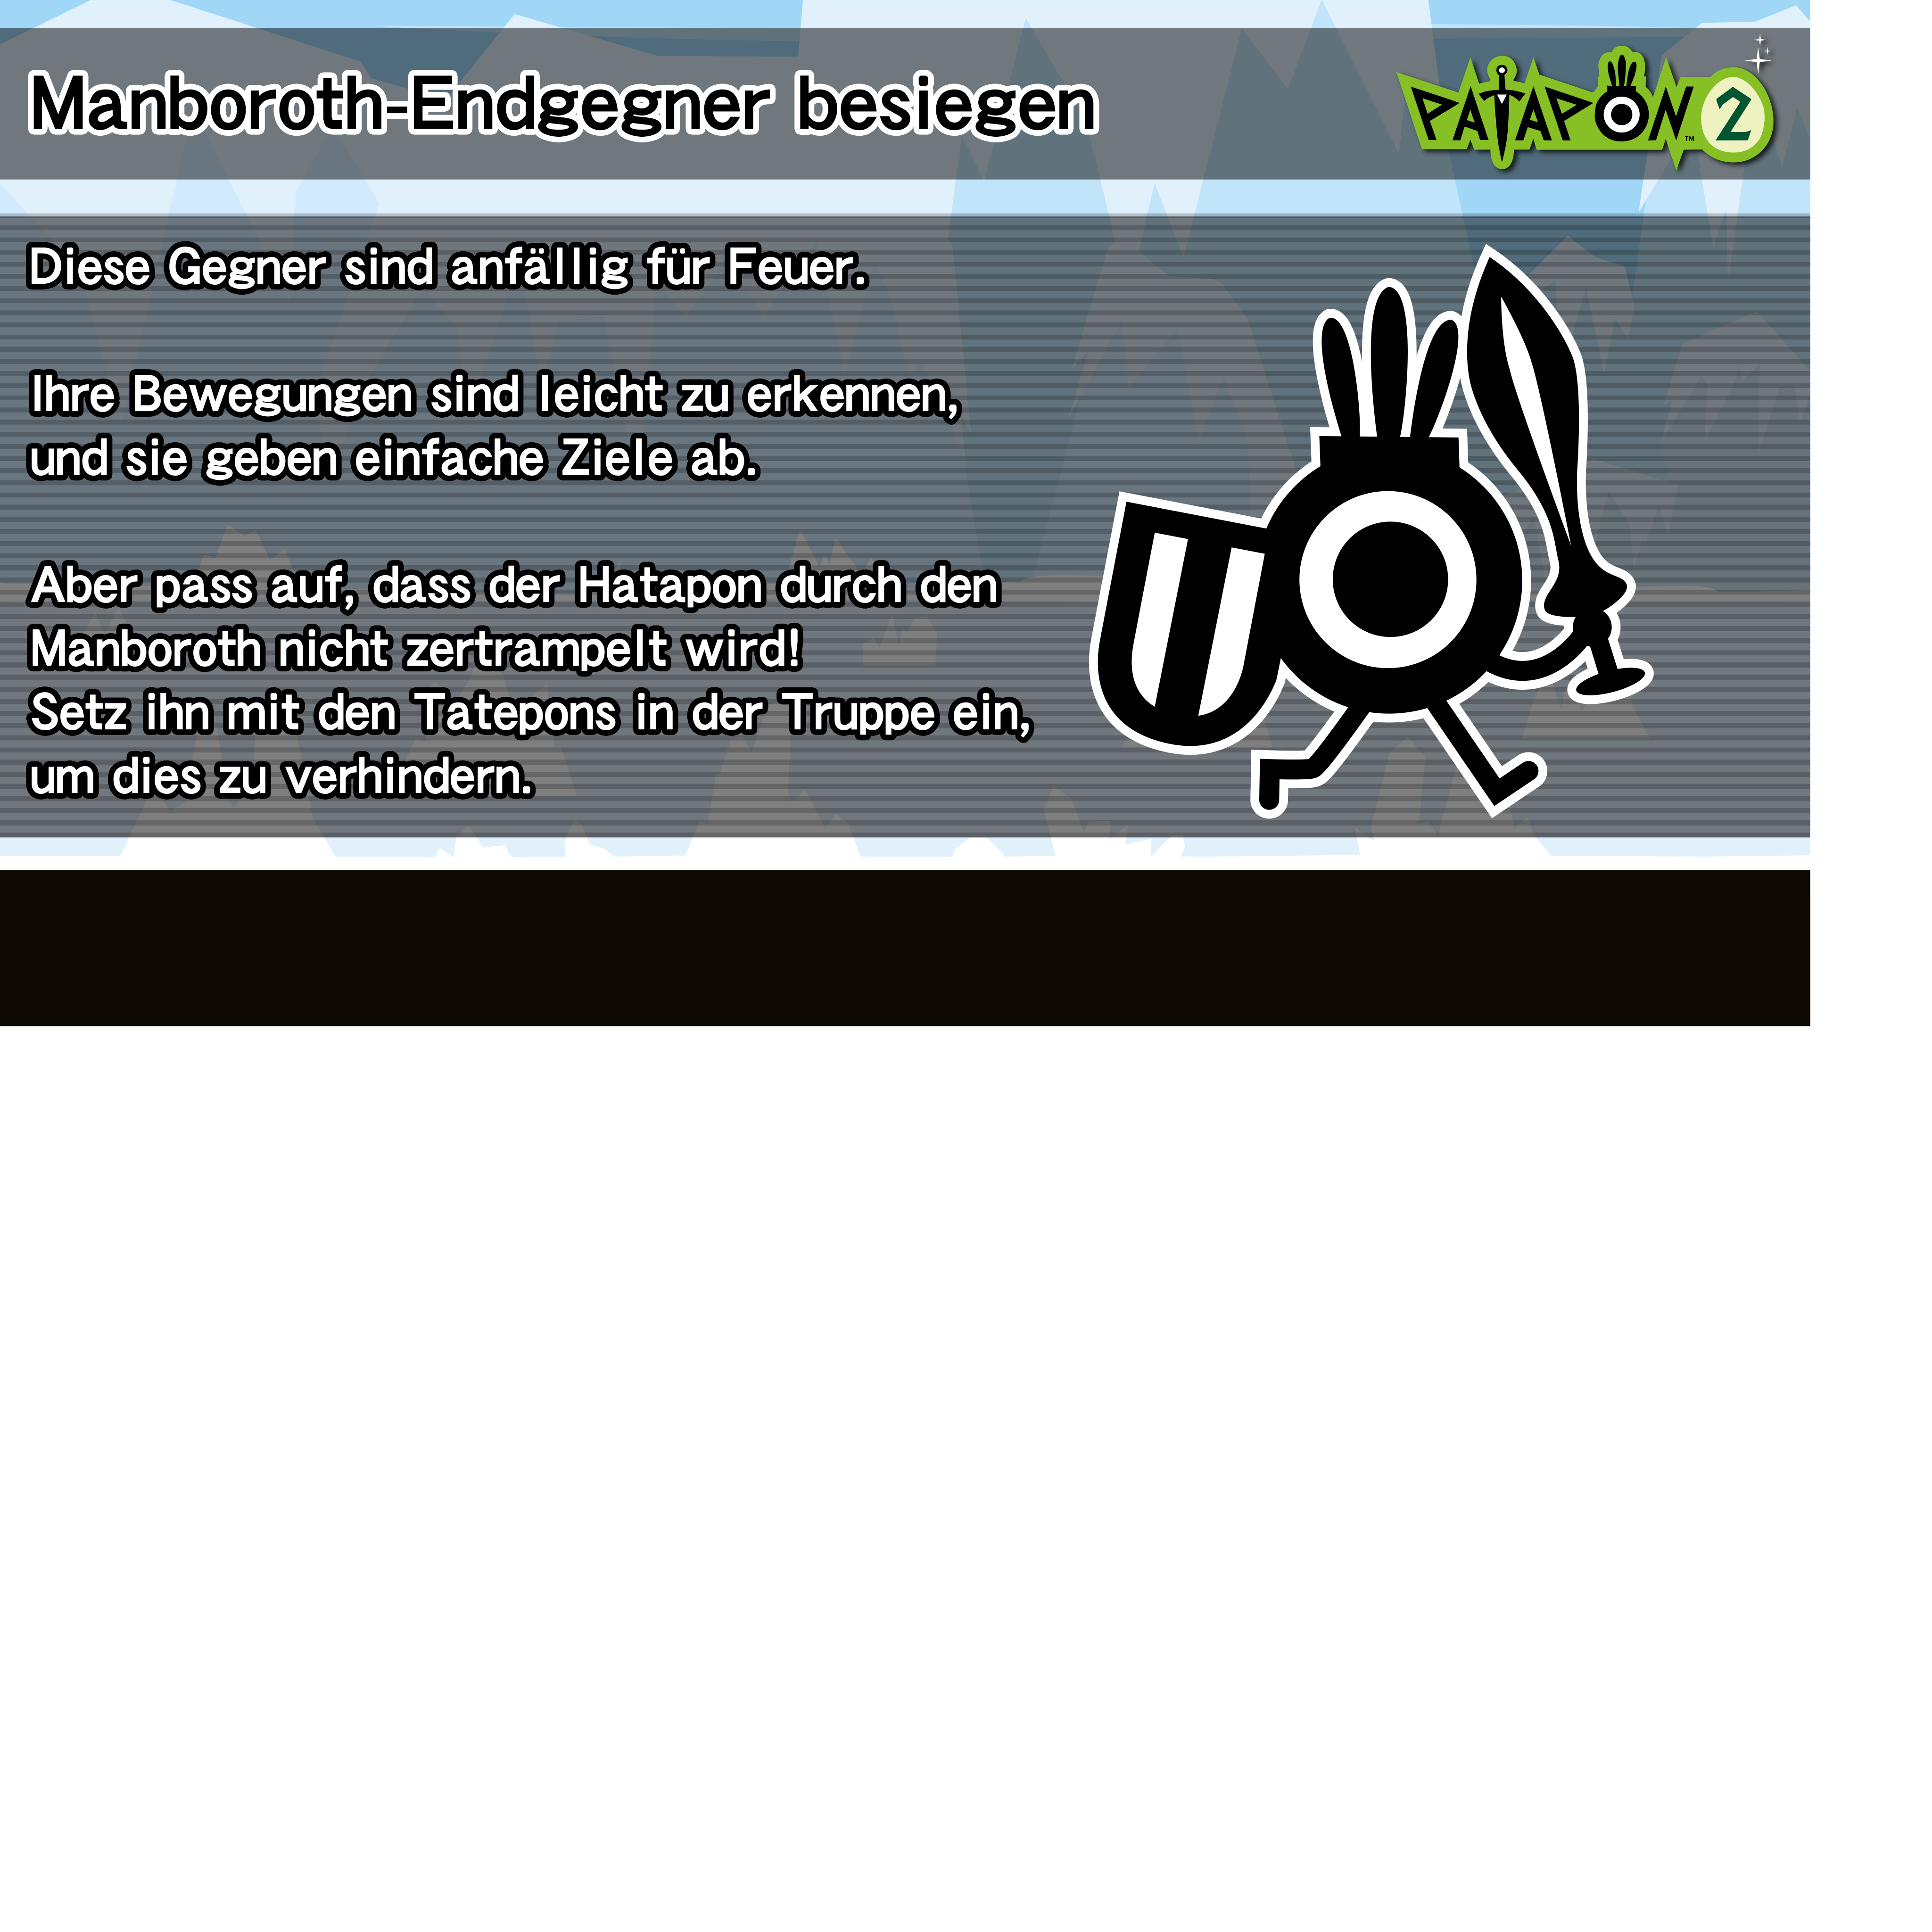 Manboroth-Endgegner besiegen
PATAPON™ 2
Diese Gegner sind anfällig für Feuer.
Ihre Bewegungen sind leicht zu erkennen,
und sie geben einfache Ziele ab.
Aber pass auf, dass der Hatapon durch den
Manboroth nicht zertrampelt wird!
Setz ihn mit den Tatepons in der Truppe ein,
um dies zu verhindern.